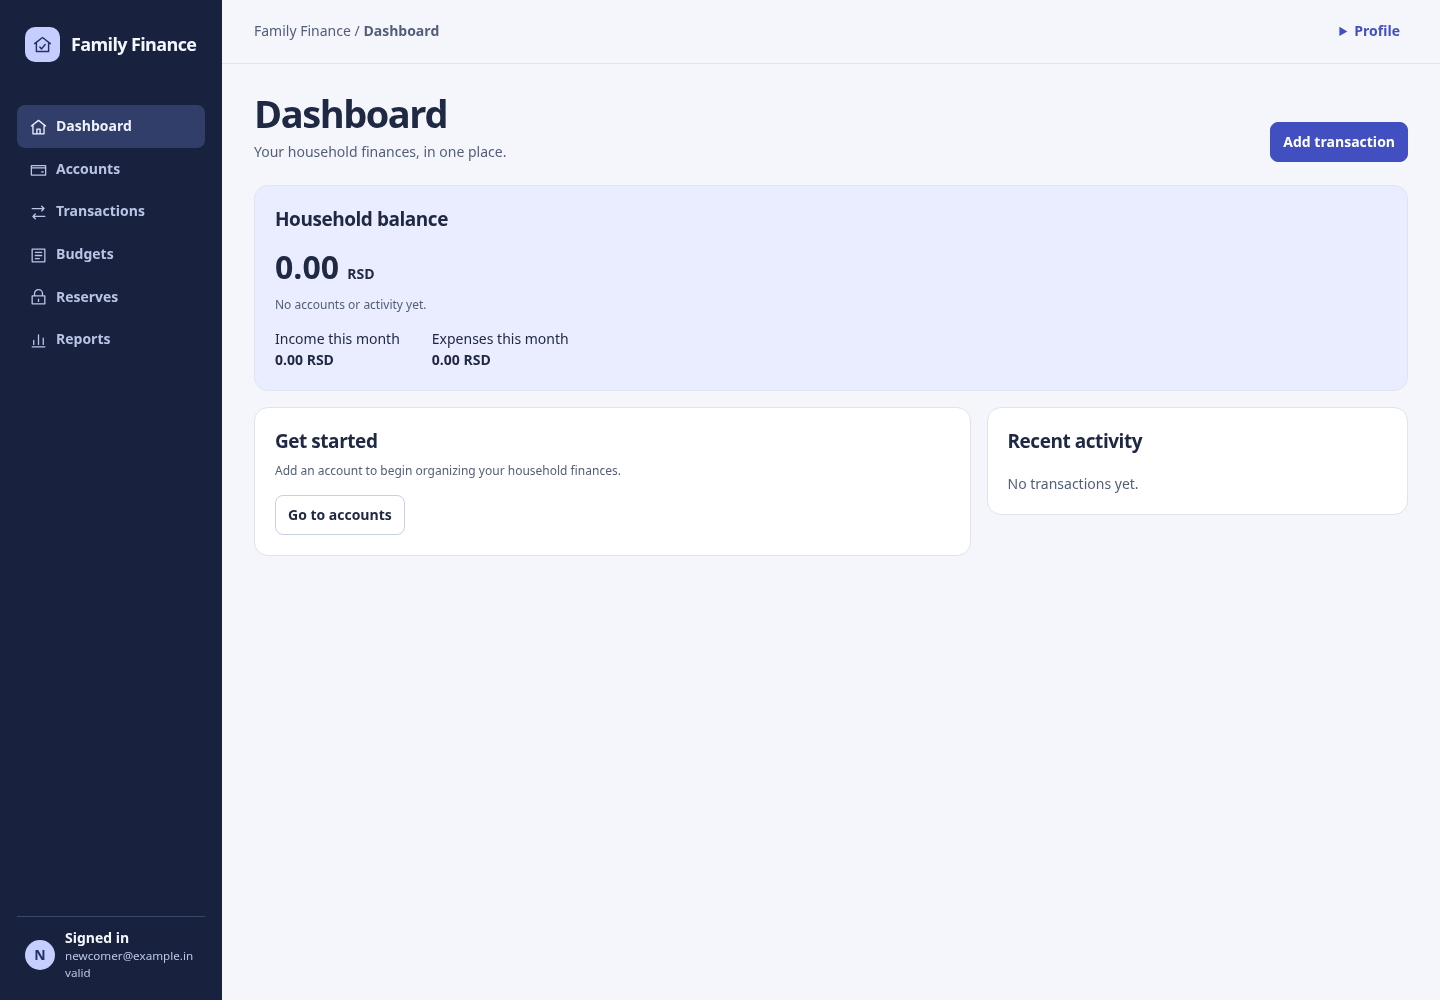 Family Finance
Dashboard
Accounts
Transactions
Budgets
Reserves
Reports
N
Signed in
newcomer@example.in
valid
Family Finance / Dashboard
Profile
Dashboard
Your household finances, in one place.
Add transaction
Household balance
0.00 RSD
No accounts or activity yet.
Income this month
0.00 RSD
Expenses this month
0.00 RSD
Get started
Add an account to begin organizing your household finances.
Go to accounts
Recent activity
No transactions yet.